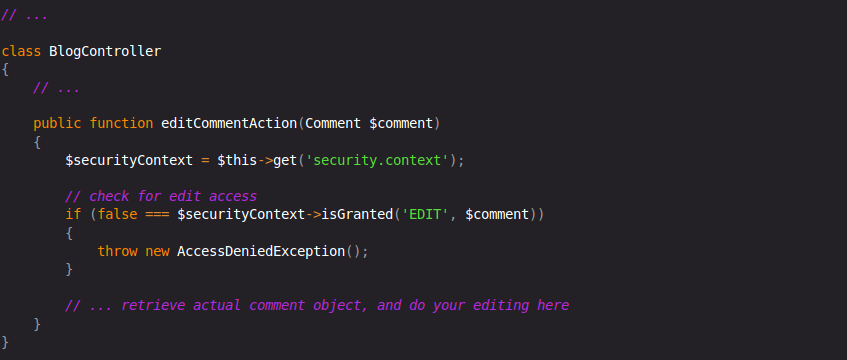 // ...
class BlogController
{
    // ...
    public function editCommentAction(Comment $comment)
    {
        $securityContext = $this->get('security.context');
        // check for edit access
        if (false === $securityContext->isGranted('EDIT', $comment))
        {
            throw new AccessDeniedException();
        }
        // ... retrieve actual comment object, and do your editing here
    }
}